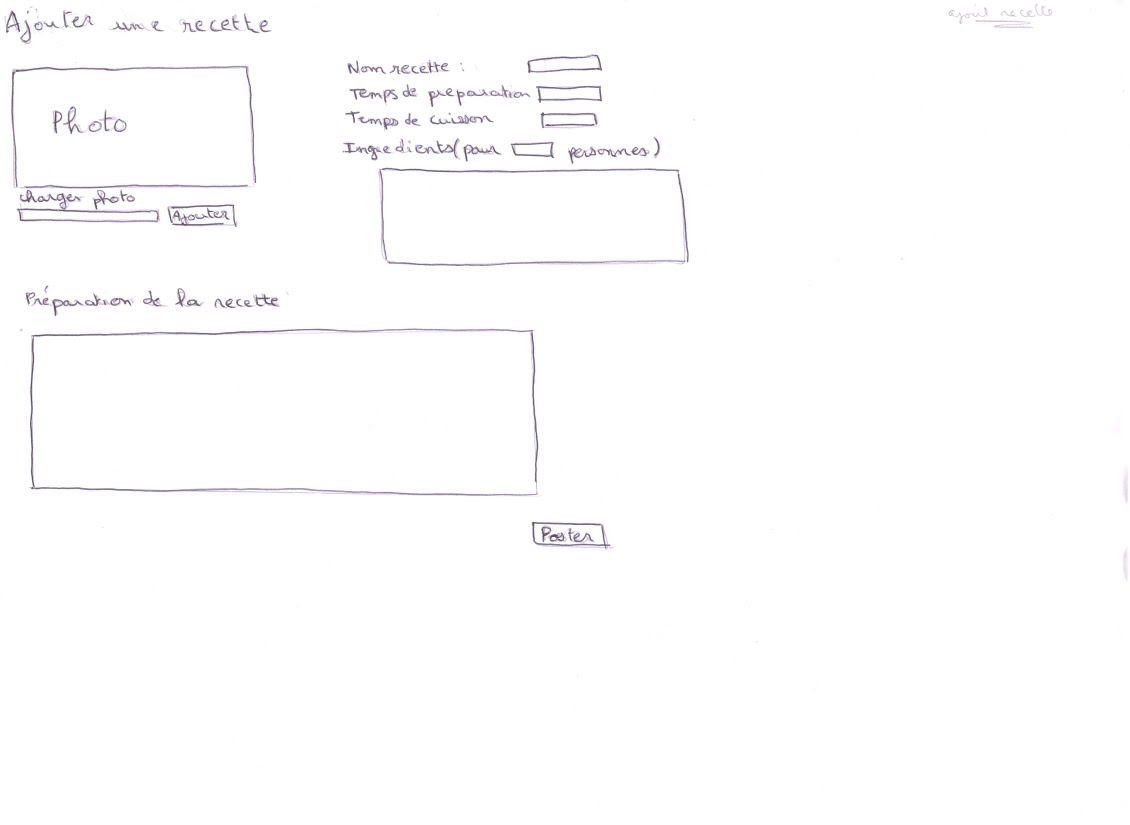 Ajouter une recette
ajout recette
Photo
charger photo
Ajouter
Nom recette :
Temps de préparation
Temps de cuisson
Ingredients (pour personnes)
Préparation de la recette
Poster